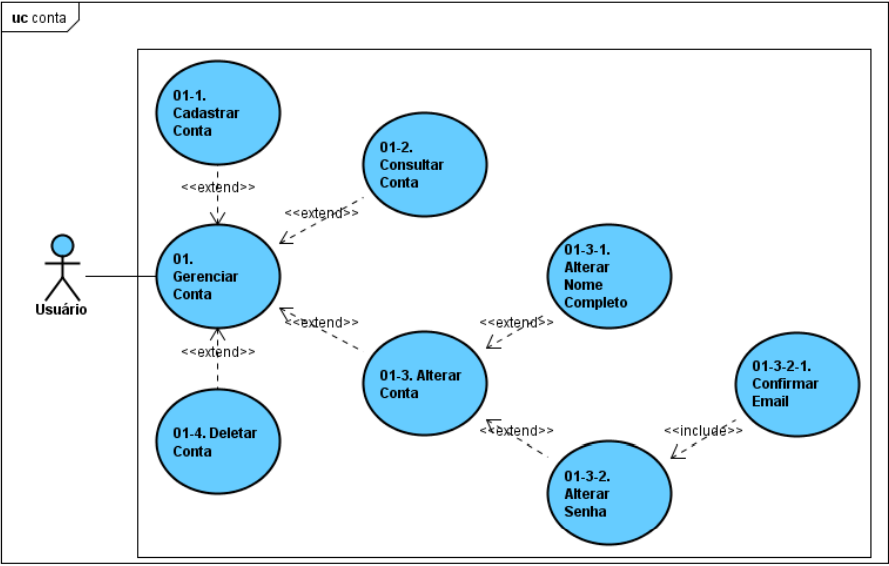 uc conta
01-1.
Cadastrar
Conta
<<extend>>
01-2.
Consultar
Conta
<<extend>>
01.
Gerenciar
Conta
Usuário
<<extend>>
01-3-1.
Alterar
Nome
Completo
<<extend>>
<<extend>>
01-3. Alterar
Conta
01-3-2-1.
Confirmar
Email
01-4. Deletar
Conta
<<extend>>
<<include>>
01-3-2.
Alterar
Senha